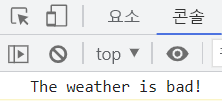 요소 콘솔
top
The weather is bad!